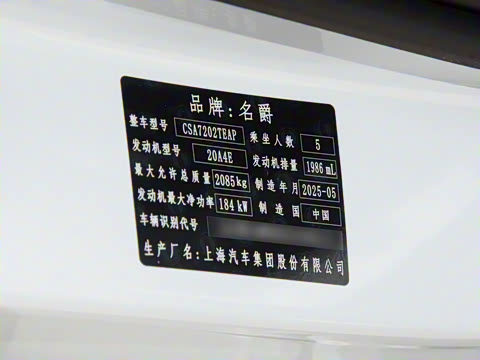 品牌:名爵
整车型号 CSA7202TEAP 乘坐人数 5
发动机型号 20A4E 发动机排量 1986 mL
最大允许总质量 2085kg 制造年月 2025-05
发动机最大净功率 184 kW 制造国 中国
车辆识别代号
生产厂名:上海汽车集团股份有限公司